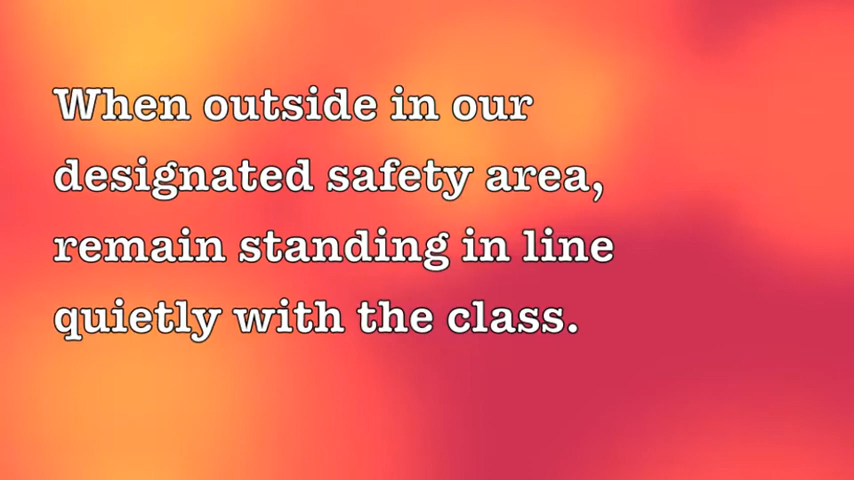 When outside in our
designated safety area,
remain standing in line
quietly with the class.